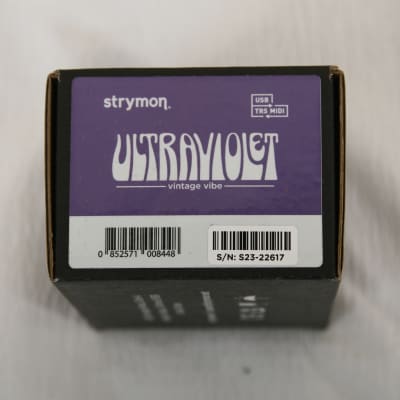 strymon.
USB
TRS MIDI
ULTRAVIOLET
vintage vibe
0 852571 008448
S/N: S23-22617